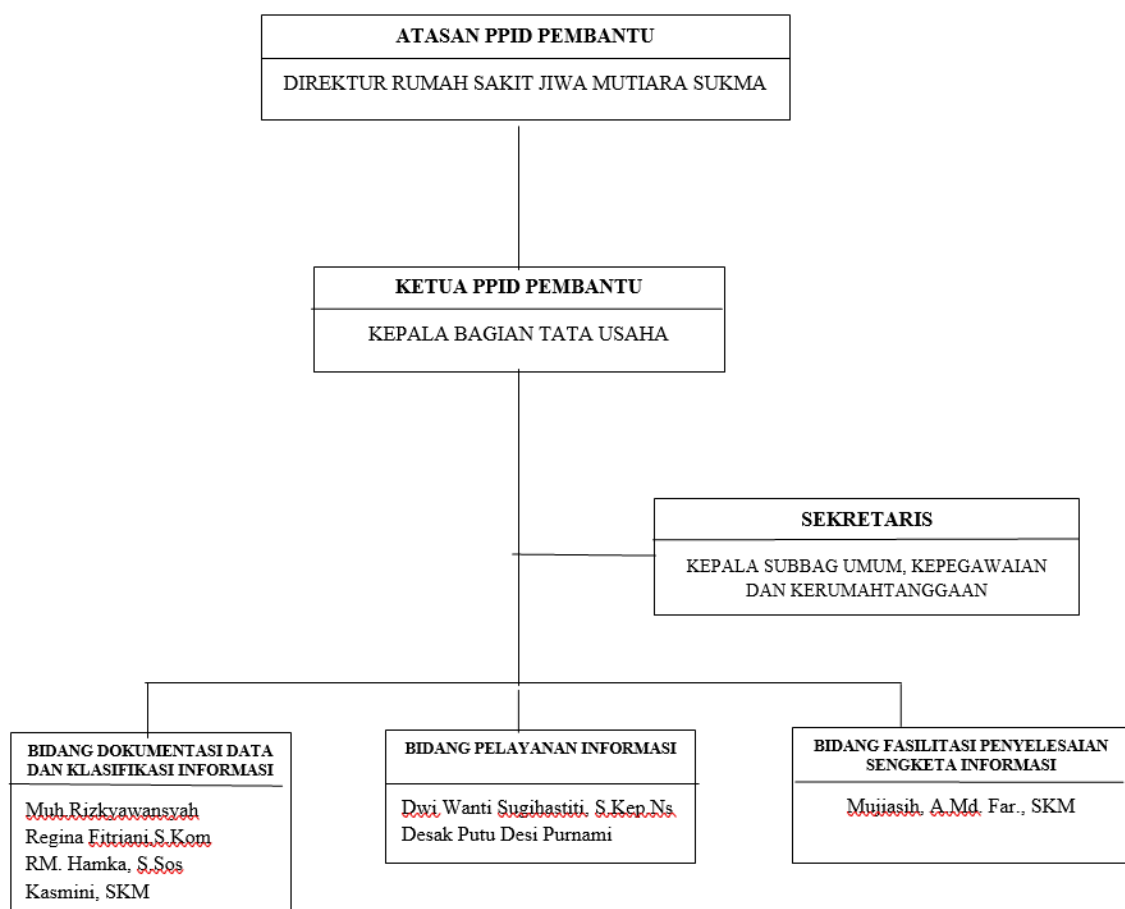 ATASAN PPID PEMBANTU
DIREKTUR RUMAH SAKIT JIWA MUTIARA SUKMA
KETUA PPID PEMBANTU
KEPALA BAGIAN TATA USAHA
SEKRETARIS
KEPALA SUBBAG UMUM, KEPEGAWAIAN
DAN KERUMAHTANGGAAN
BIDANG DOKUMENTASI DATA
DAN KLASIFIKASI INFORMASI
Muh.Rizkyawansyah
Regina Fitriani,S.Kom
RM. Hamka, S.Sos
Kasmini, SKM
BIDANG PELAYANAN INFORMASI
Dwi Wanti Sugihastiti, S.Kep.Ns
Desak Putu Desi Purnami
BIDANG FASILITASI PENYELESAIAN
SENGKETA INFORMASI
Mujiasih, A.Md. Far., SKM